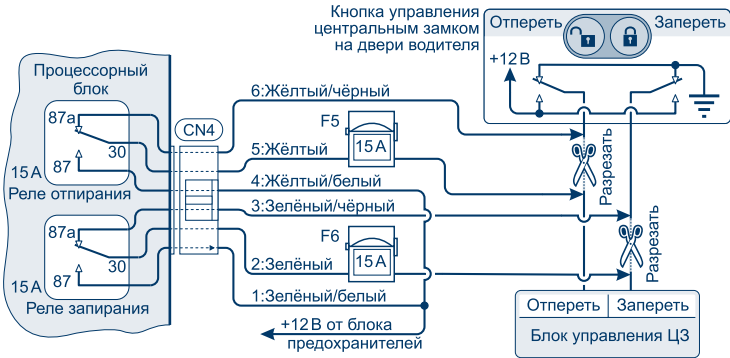 Кнопка управления
центральным замком
на двери водителя
Отпереть
Запереть
+12 В
Процессорный
блок
87а
30
87
15 А
Реле отпирания
87а
30
87
15 А
Реле запирания
CN4
6:Жёлтый/чёрный
F5
15 А
5:Жёлтый
4:Жёлтый/белый
3:Зелёный/чёрный
F6
15 А
2:Зелёный
1:Зелёный/белый
+12 В от блока
предохранителей
Разрезать
Разрезать
Отпереть
Запереть
Блок управления ЦЗ